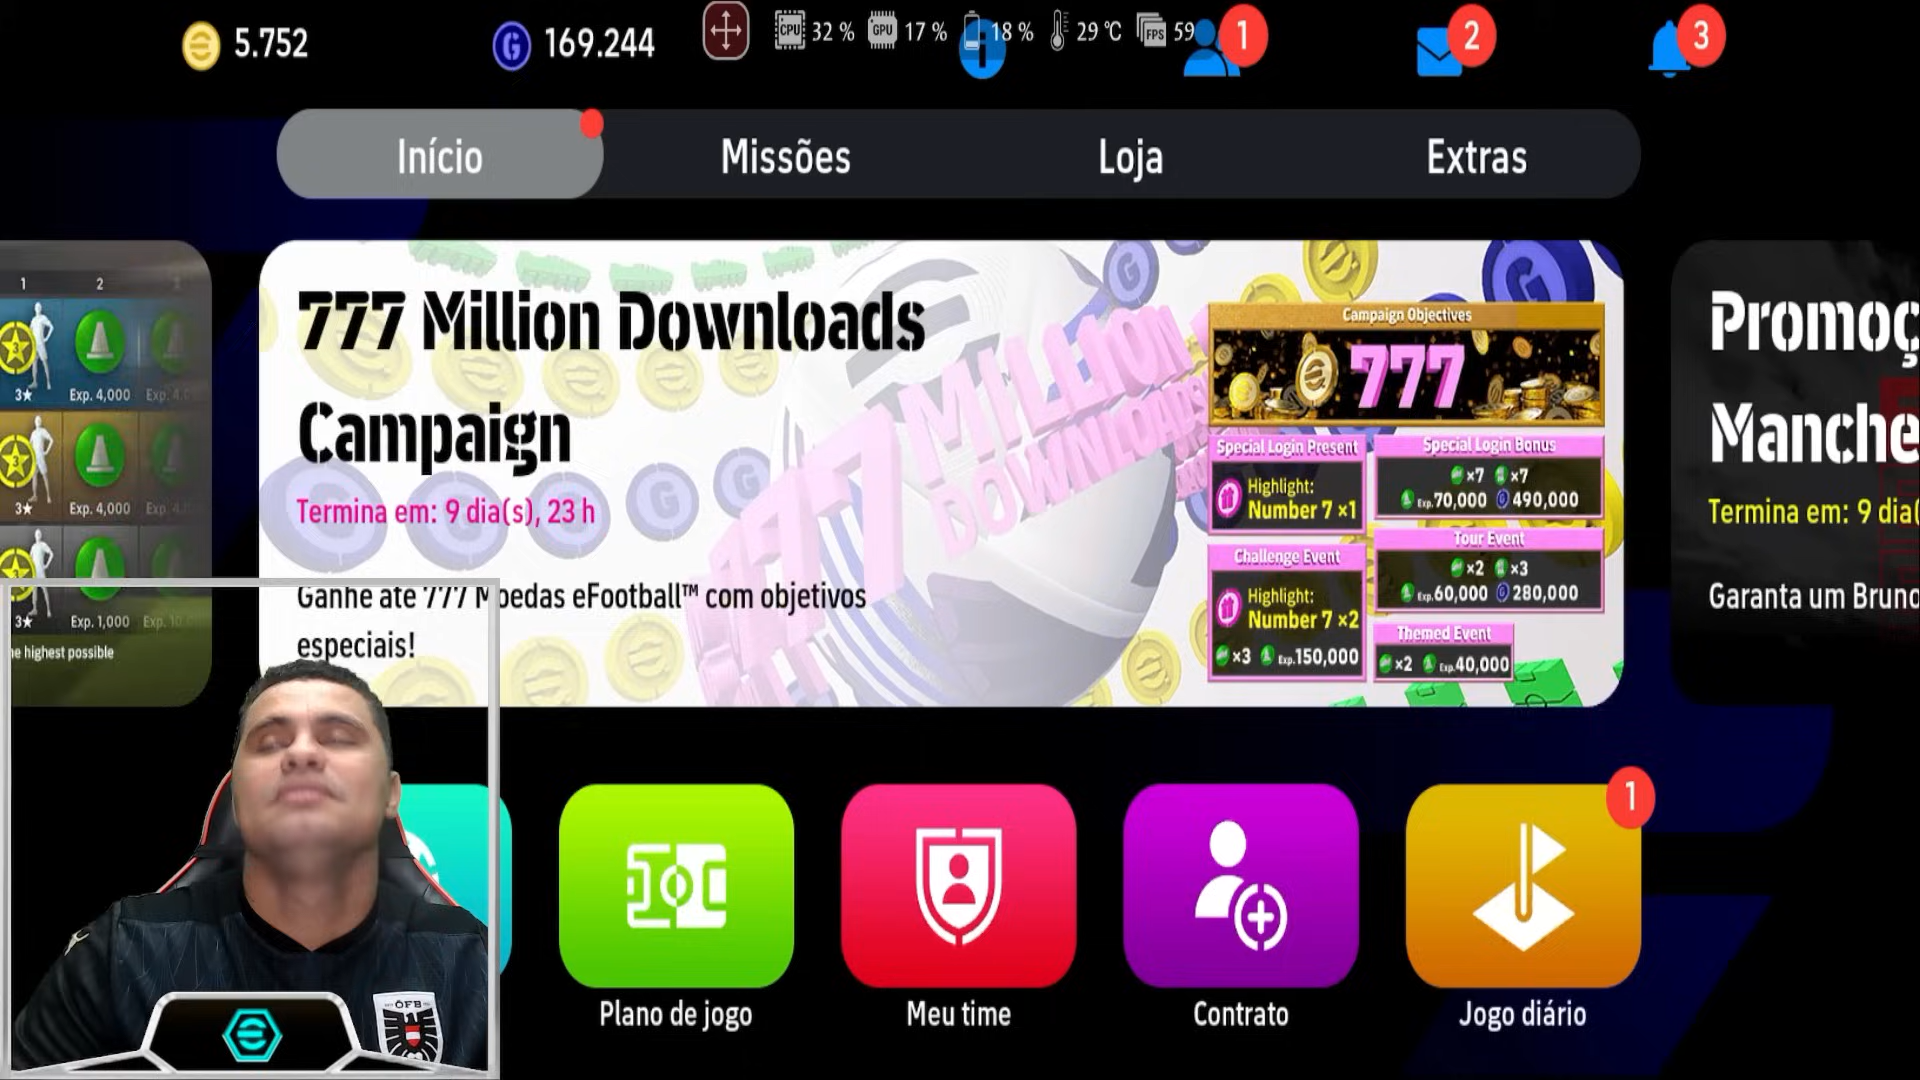 5.752
169.244
CPU 32 %
GPU 17 %
18 %
29 ℃
FPS 59
1
2
3
Início
Missões
Loja
Extras
1 2
3★ Exp. 4,000
3★ Exp. 4,000
3★ Exp. 1,000
he highest possible
777 Million Downloads
Campaign
Termina em: 9 dia(s), 23 h
Ganhe até 777 Moedas eFootball™ com objetivos
especiais!
777 MILLION
DOWNLOADS
Campaign Objectives
777
Special Login Present
Highlight:
Number 7 ×1
Special Login Bonus
×7 ×7
Exp.70,000 490,000
Challenge Event
Highlight:
Number 7 ×2
×3 Exp.150,000
Tour Event
×2 ×3
Exp.60,000 280,000
Themed Event
×2 Exp.40,000
Promoç
Manche
Termina em: 9 dia(
Garanta um Bruno
1
Plano de jogo
Meu time
Contrato
Jogo diário
ÖFB